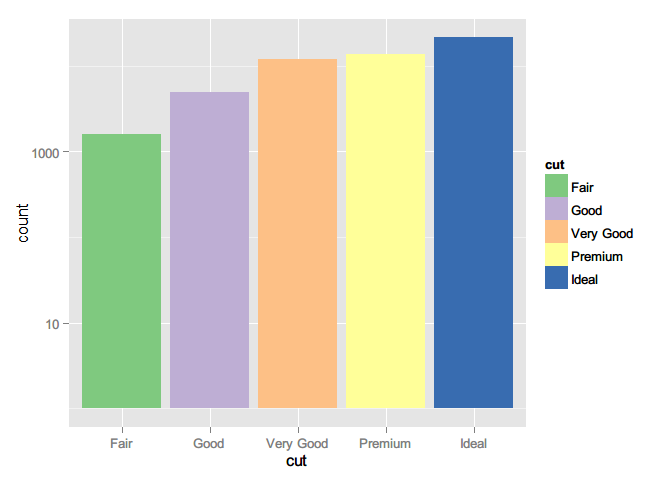 count
1000
10
Fair
Good
Very Good
Premium
Ideal
cut
cut
Fair
Good
Very Good
Premium
Ideal